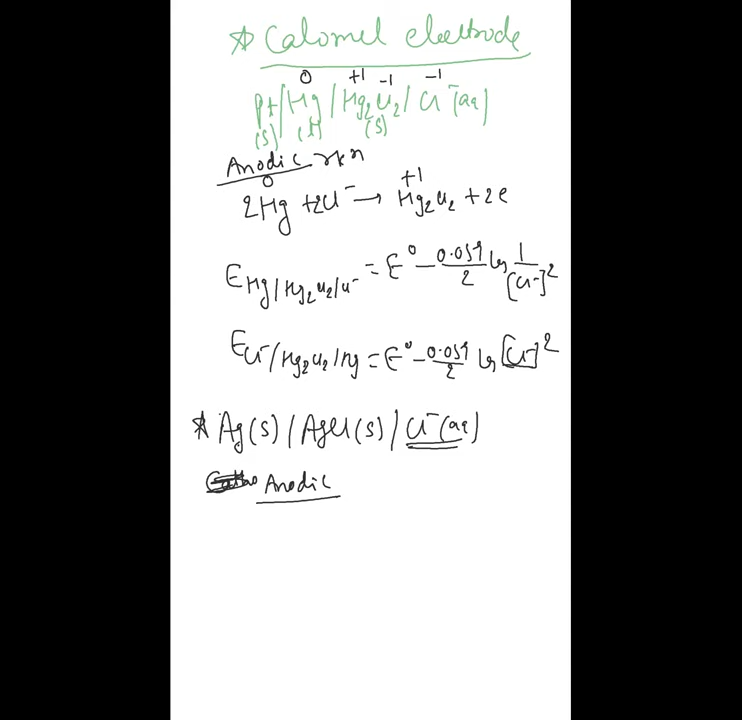 * Calomel electrode
0 +1 -1 -1
Pt/Hg/Hg2Cl2/Cl-(aq)
(s) (l) (s)
Anodic rxn
0 +1
2Hg + 2Cl- → Hg2Cl2 + 2e
E Hg/Hg2Cl2/Cl- = E° - 0.059/2 log 1/[Cl-]2
E Cl-/Hg2Cl2/Hg = E° - 0.059/2 log [Cl-]2
* Ag(s) / AgCl(s) / Cl-(aq)
Anodic